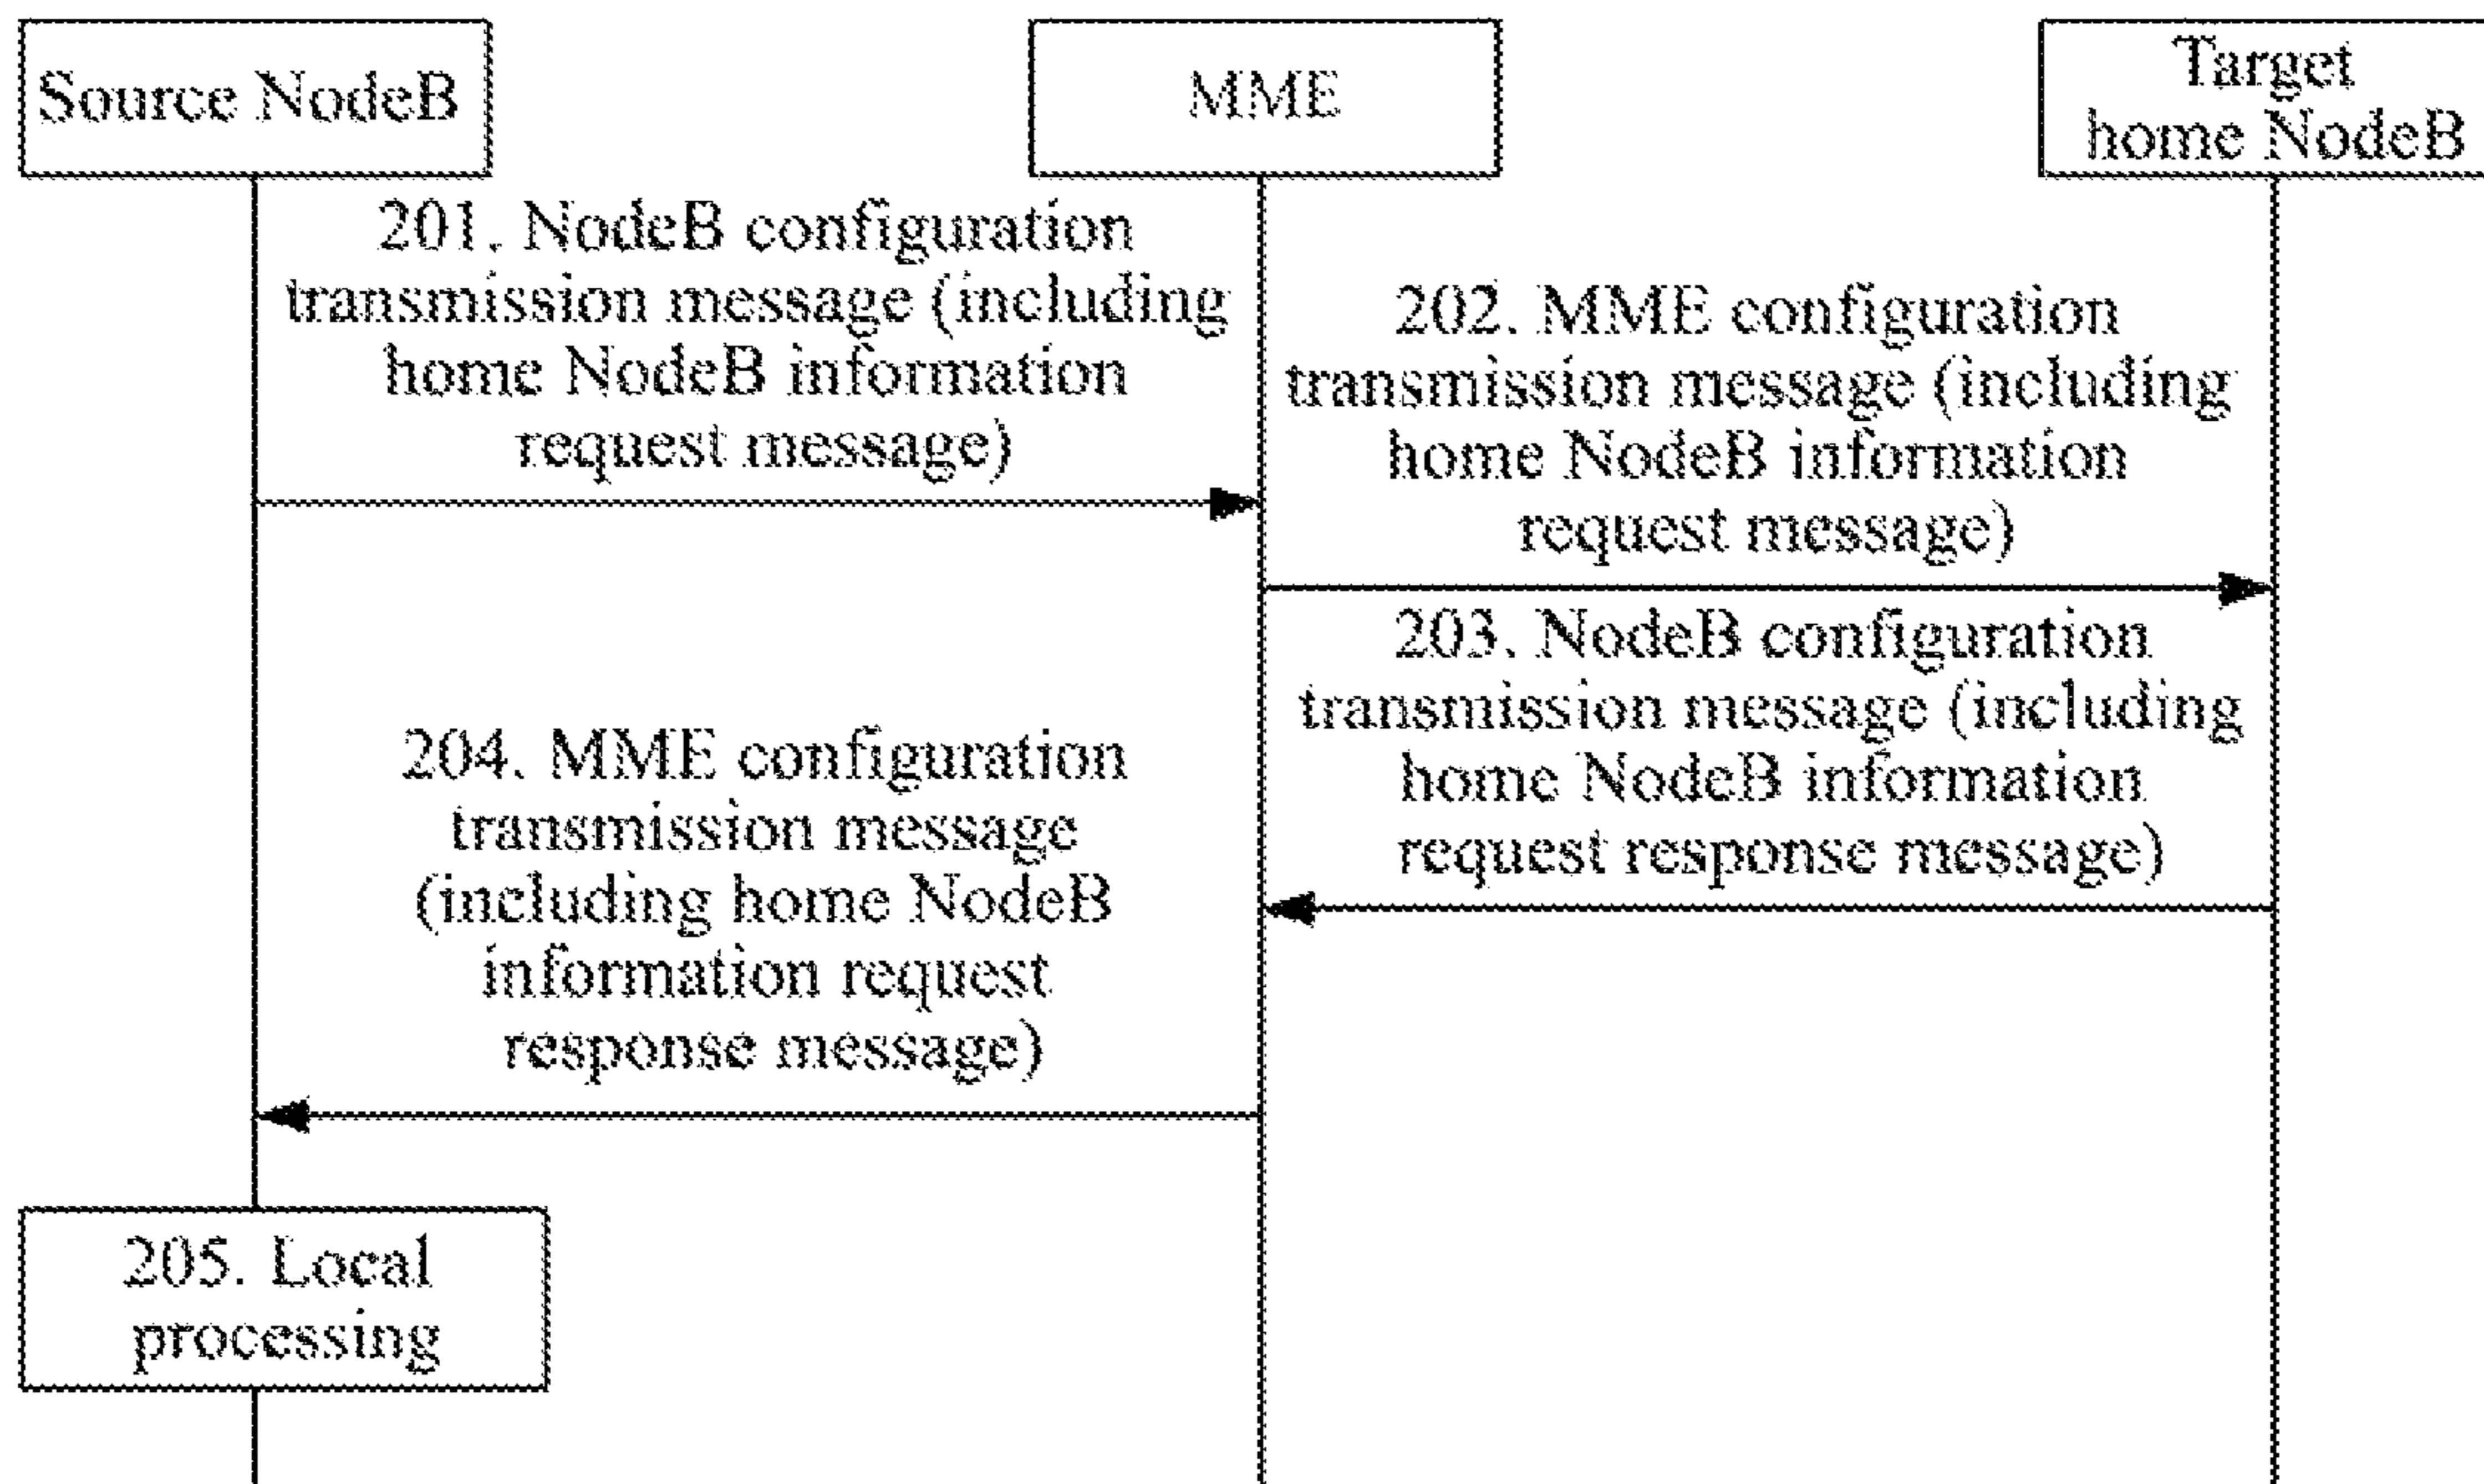 Source NodeB
MME
Target
home NodeB
201. NodeB configuration
transmission message (including
home NodeB information
request message)
202. MME configuration
transmission message (including
home NodeB information
request message)
203. NodeB configuration
transmission message (including
home NodeB information
request response message)
204. MME configuration
transmission message
(including home NodeB
information request
response message)
205. Local
processing